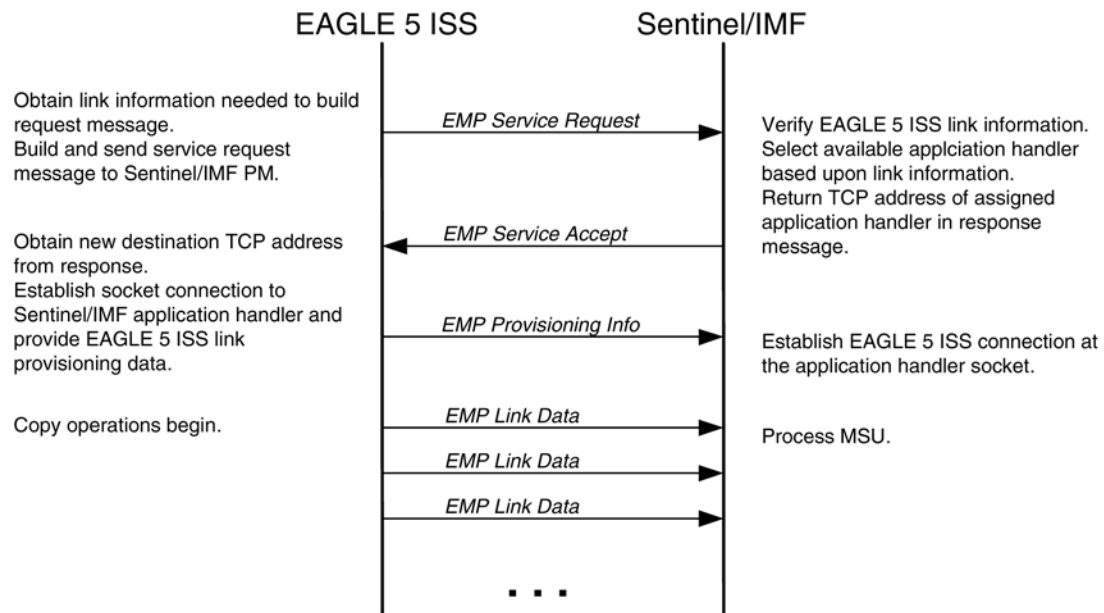 EAGLE 5 ISS
Sentinel/IMF
Obtain link information needed to build
request message.
Build and send service request
message to Sentinel/IMF PM.
EMP Service Request
Verify EAGLE 5 ISS link information.
Select available applciation handler
based upon link information.
Return TCP address of assigned
application handler in response
message.
EMP Service Accept
Obtain new destination TCP address
from response.
Establish socket connection to
Sentinel/IMF application handler and
provide EAGLE 5 ISS link
provisioning data.
EMP Provisioning Info
Establish EAGLE 5 ISS connection at
the application handler socket.
Copy operations begin.
EMP Link Data
Process MSU.
EMP Link Data
EMP Link Data
. . .